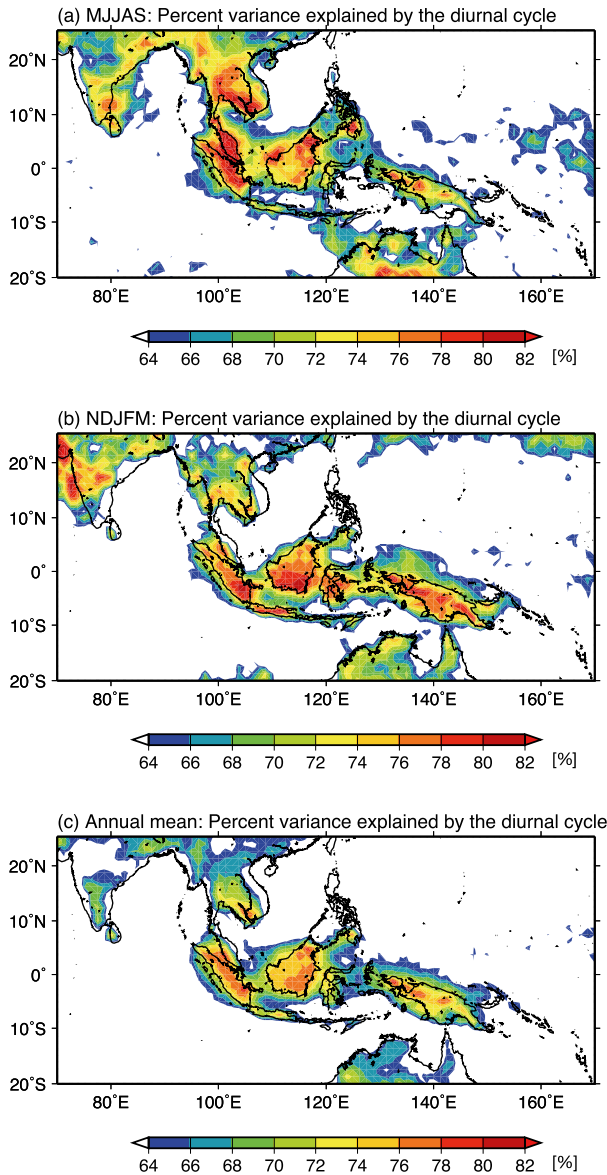 (a) MJJAS: Percent variance explained by the diurnal cycle
20˚N
10˚N
0˚
10˚S
20˚S
80˚E 100˚E 120˚E 140˚E 160˚E
64 66 68 70 72 74 76 78 80 82 [%]
(b) NDJFM: Percent variance explained by the diurnal cycle
20˚N
10˚N
0˚
10˚S
20˚S
80˚E 100˚E 120˚E 140˚E 160˚E
64 66 68 70 72 74 76 78 80 82 [%]
(c) Annual mean: Percent variance explained by the diurnal cycle
20˚N
10˚N
0˚
10˚S
20˚S
80˚E 100˚E 120˚E 140˚E 160˚E
64 66 68 70 72 74 76 78 80 82 [%]